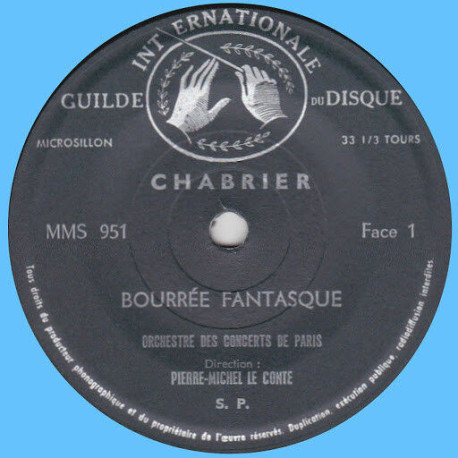 INTERNATIONALE
GUILDE DU DISQUE
MICROSILLON
33 1/3 TOURS
CHABRIER
MMS 951
Face 1
BOURRÉE FANTASQUE
ORCHESTRE DES CONCERTS DE PARIS
Direction :
PIERRE-MICHEL LE CONTE
S. P.
Tous droits du producteur phonographique et du propriétaire de l'œuvre réservés. Duplication, exécution publique, radiodiffusion interdites.